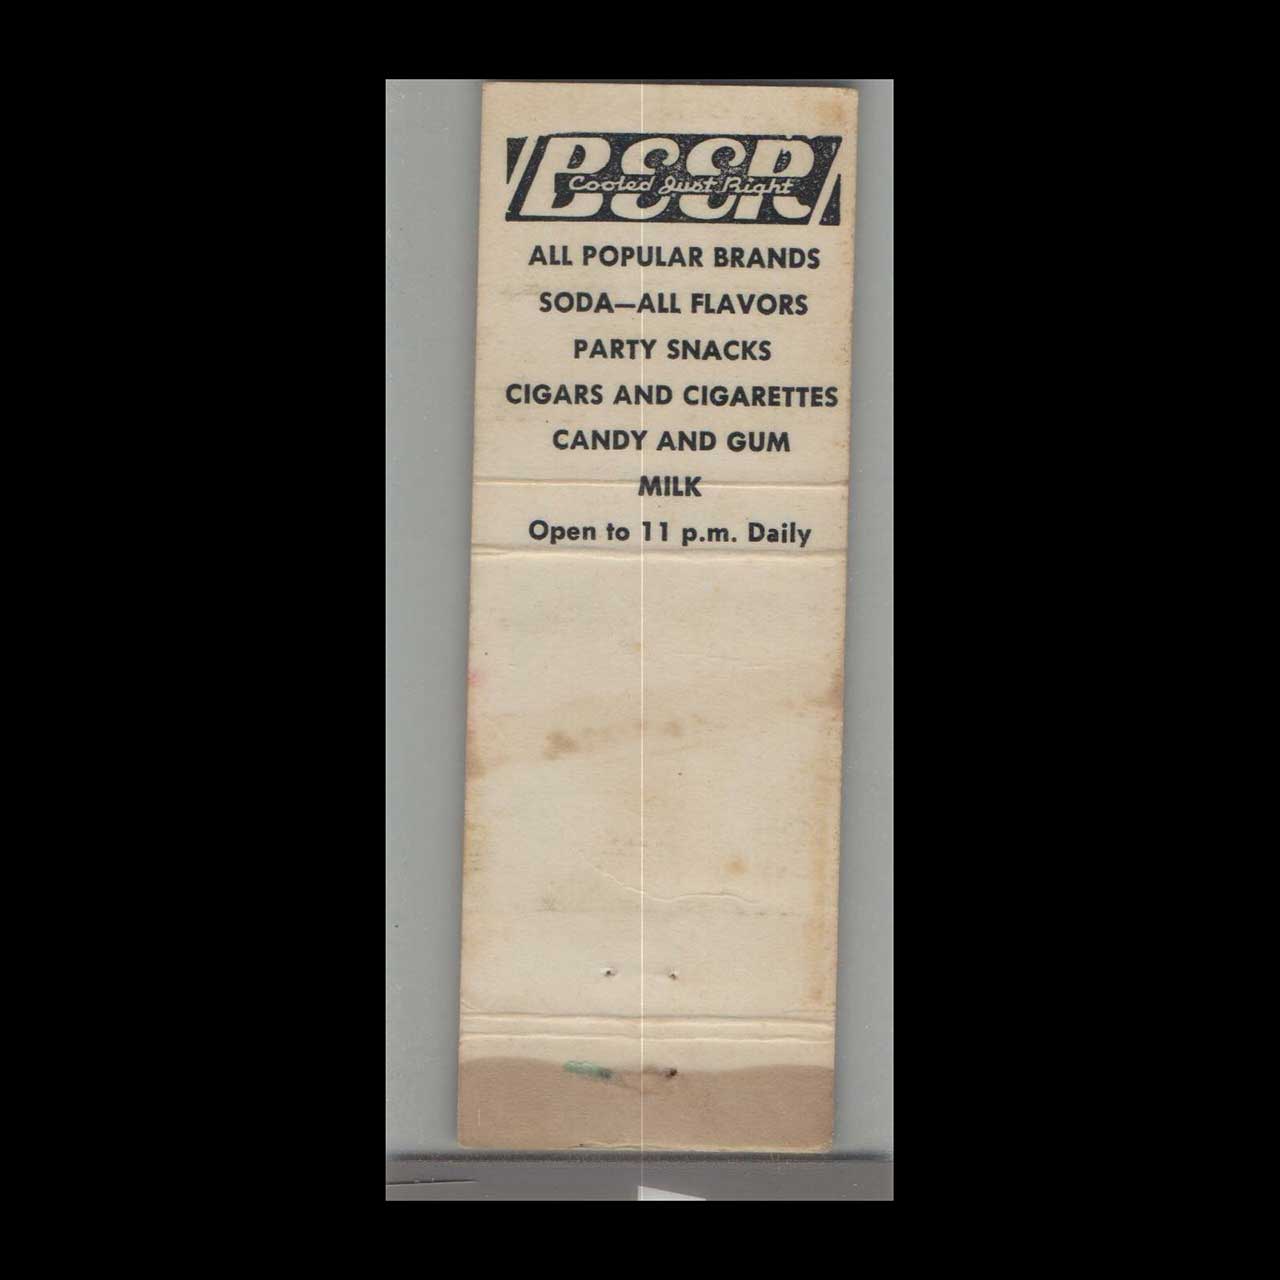 BEER
Cooled Just Right
ALL POPULAR BRANDS
SODA—ALL FLAVORS
PARTY SNACKS
CIGARS AND CIGARETTES
CANDY AND GUM
MILK
Open to 11 p.m. Daily